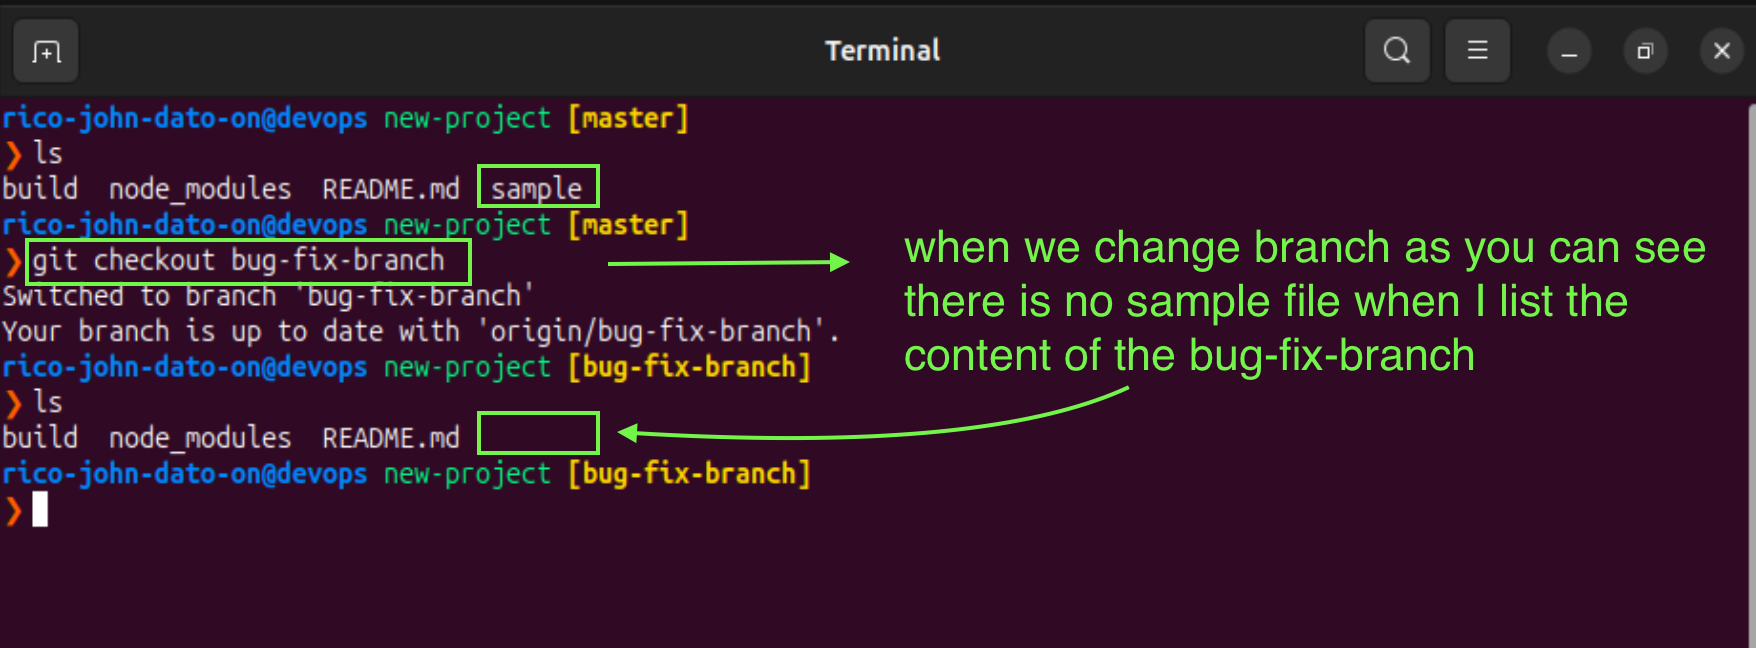 Terminal
rico-john-dato-on@devops new-project [master]
❯ ls
build node_modules README.md sample
rico-john-dato-on@devops new-project [master]
❯ git checkout bug-fix-branch
Switched to branch 'bug-fix-branch'
Your branch is up to date with 'origin/bug-fix-branch'.
rico-john-dato-on@devops new-project [bug-fix-branch]
❯ ls
build node_modules README.md
rico-john-dato-on@devops new-project [bug-fix-branch]
❯
when we change branch as you can see
there is no sample file when I list the
content of the bug-fix-branch